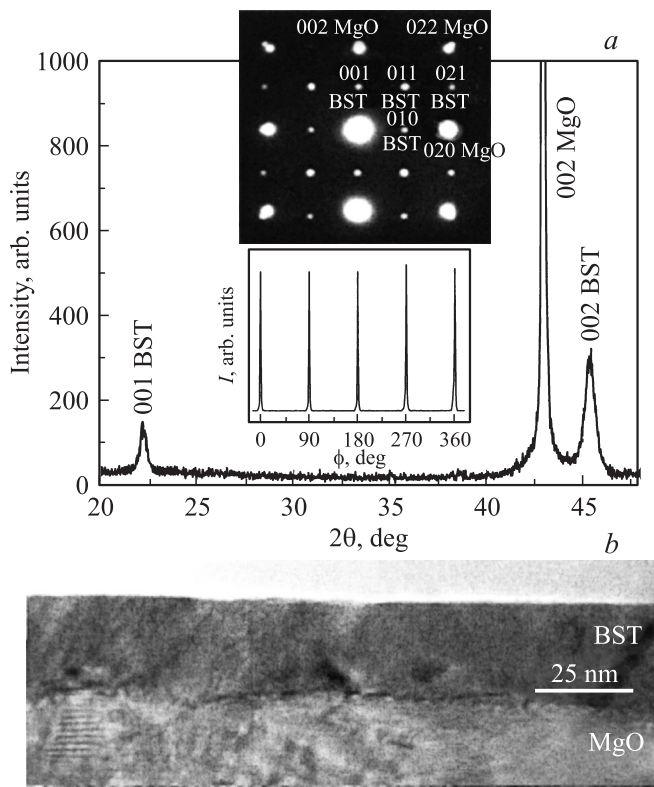 002 MgO 022 MgO
a
001 011 021
BST BST BST
010
BST
020 MgO
1000
800
600
400
200
0
Intensity, arb. units
001 BST
002 MgO
002 BST
I, arb. units
0 90 180 270 360
ϕ, deg
20 25 30 35 40 45
2θ, deg
b
BST
25 nm
MgO